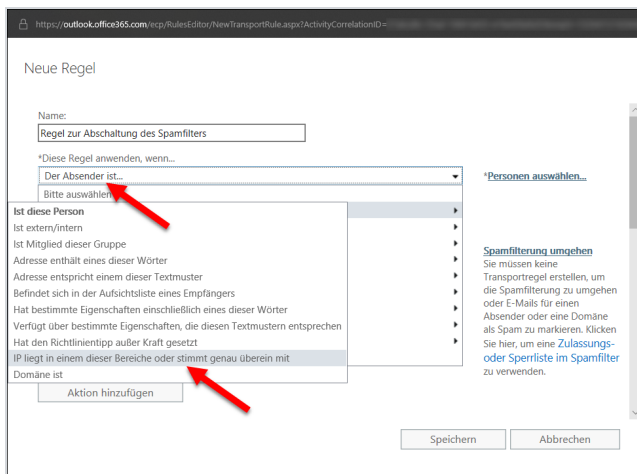 https://outlook.office365.com/ecp/RulesEditor/NewTransportRule.aspx?ActivityCorrelationID=
Neue Regel
Name:
Regel zur Abschaltung des Spamfilters
*Diese Regel anwenden, wenn...
Der Absender ist...
*Personen auswählen...
Bitte auswählen
Ist diese Person
Ist extern/intern
Ist Mitglied dieser Gruppe
Adresse enthält eines dieser Wörter
Adresse entspricht einem dieser Textmuster
Befindet sich in der Aufsichtsliste eines Empfängers
Hat bestimmte Eigenschaften einschließlich eines dieser Wörter
Verfügt über bestimmte Eigenschaften, die diesen Textmustern entsprechen
Hat den Richtlinientipp außer Kraft gesetzt
IP liegt in einem dieser Bereiche oder stimmt genau überein mit
Domäne ist
Aktion hinzufügen
Spamfilterung umgehen
Sie müssen keine
Transportregel erstellen, um
die Spamfilterung zu umgehen
oder E-Mails für einen
Absender oder eine Domäne
als Spam zu markieren. Klicken
Sie hier, um eine Zulassungs-
oder Sperrliste im Spamfilter
zu verwenden.
Speichern
Abbrechen